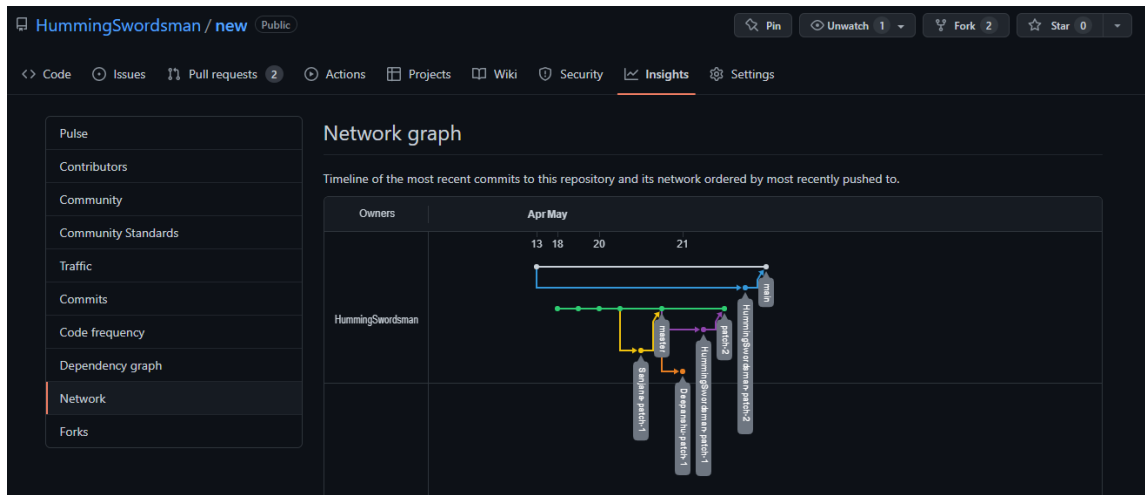 HummingSwordsman / new Public
Pin
Unwatch 1
Fork 2
Star 0
Code
Issues
Pull requests 2
Actions
Projects
Wiki
Security
Insights
Settings
Pulse
Contributors
Community
Community Standards
Traffic
Commits
Code frequency
Dependency graph
Network
Forks
Network graph
Timeline of the most recent commits to this repository and its network ordered by most recently pushed to.
Owners
Apr May
13 18 20 21
HummingSwordsman
main
HummingSwordsman-patch-2
patch-2
master
HummingSwordsman-patch-1
Sanjana-patch-1
Deepanshu-patch-1